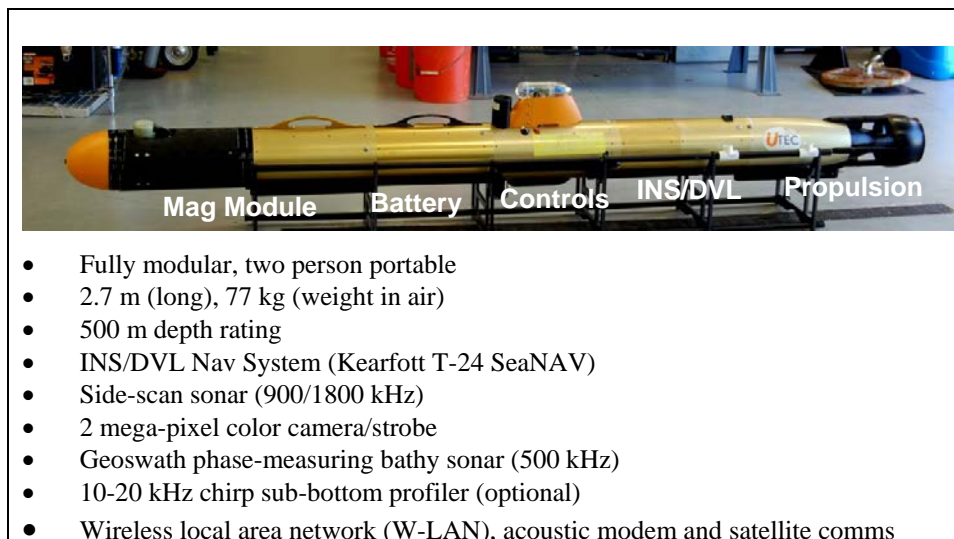 UTEC
Mag Module Battery Controls INS/DVL Propulsion
• Fully modular, two person portable
• 2.7 m (long), 77 kg (weight in air)
• 500 m depth rating
• INS/DVL Nav System (Kearfott T-24 SeaNAV)
• Side-scan sonar (900/1800 kHz)
• 2 mega-pixel color camera/strobe
• Geoswath phase-measuring bathy sonar (500 kHz)
• 10-20 kHz chirp sub-bottom profiler (optional)
• Wireless local area network (W-LAN), acoustic modem and satellite comms